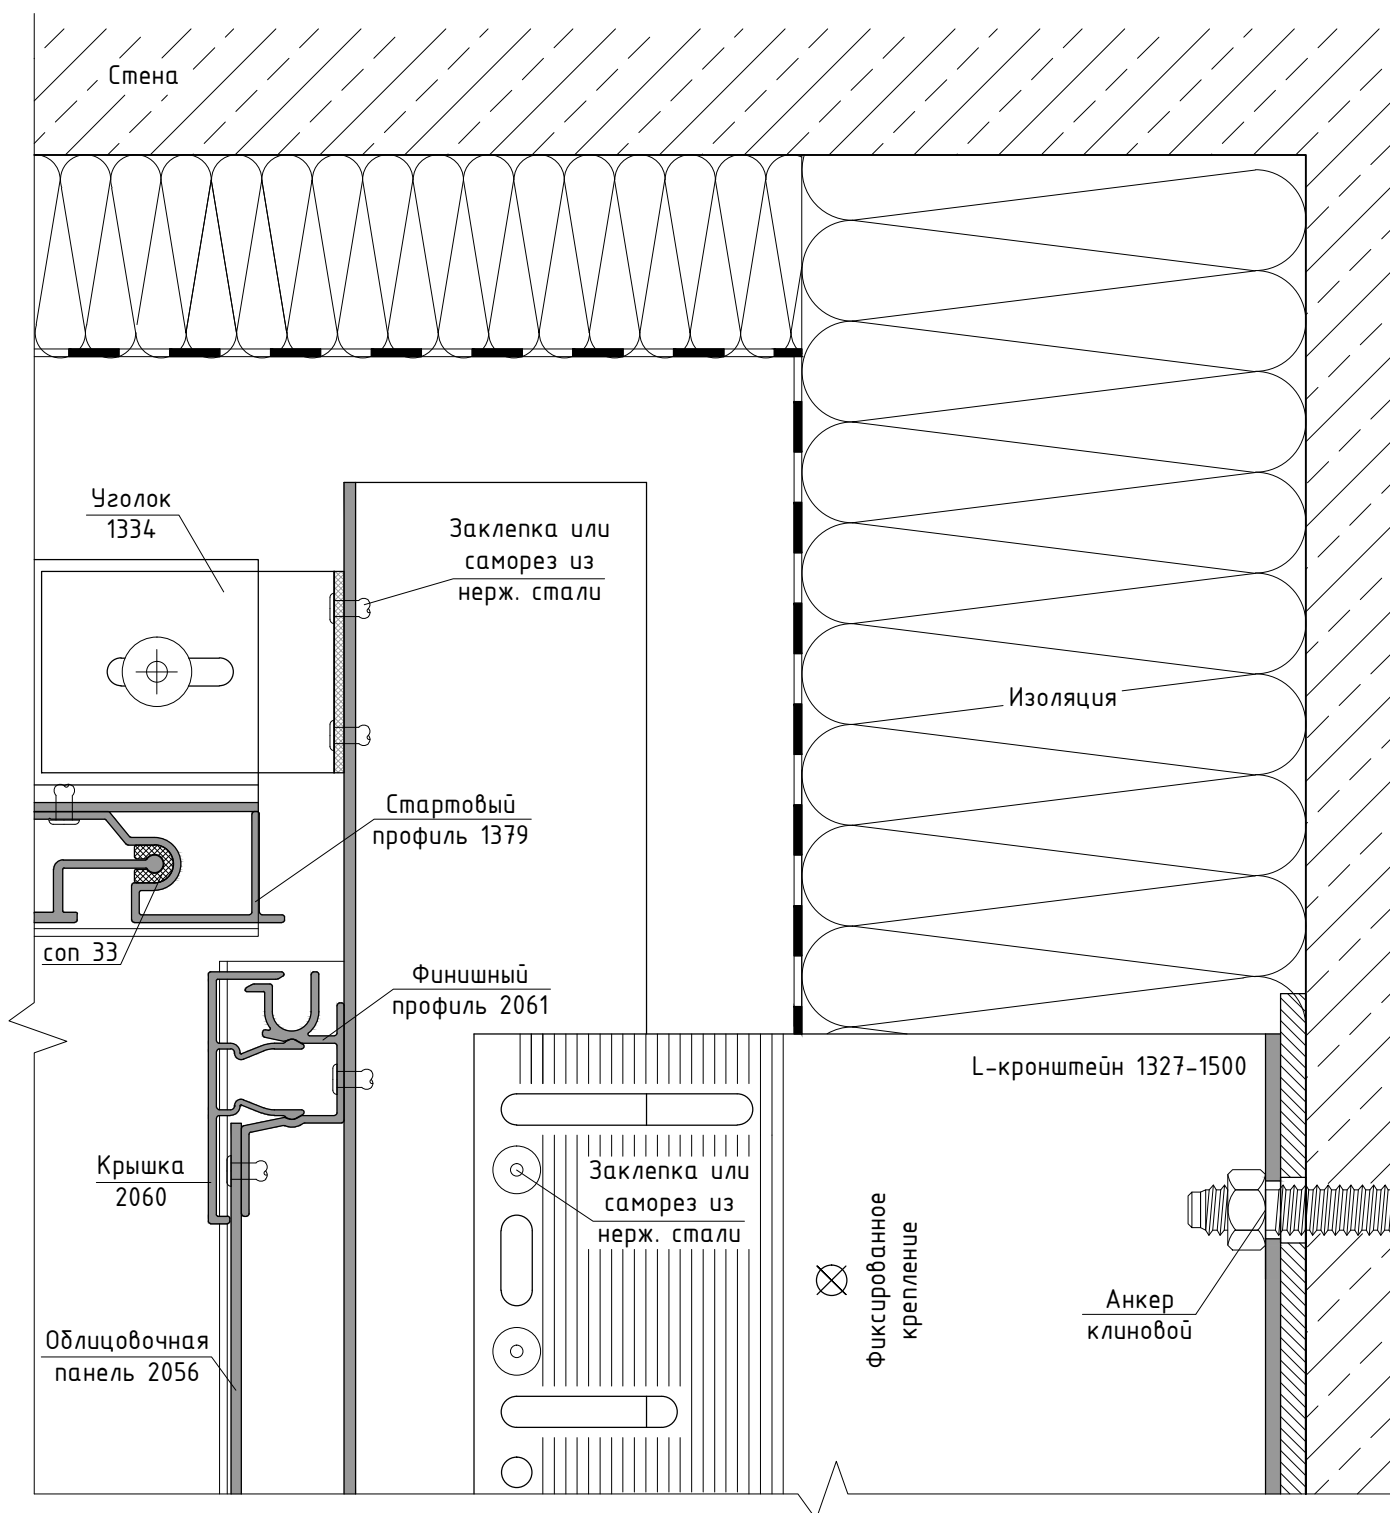 Стена
Уголок
1334
Заклепка или
саморез из
нерж. стали
Изоляция
Стартовый
профиль 1379
соп 33
Финишный
профиль 2061
L-кронштейн 1327-1500
Крышка
2060
Заклепка или
саморез из
нерж. стали
Фиксированное
крепление
Анкер
клиновой
Облицовочная
панель 2056